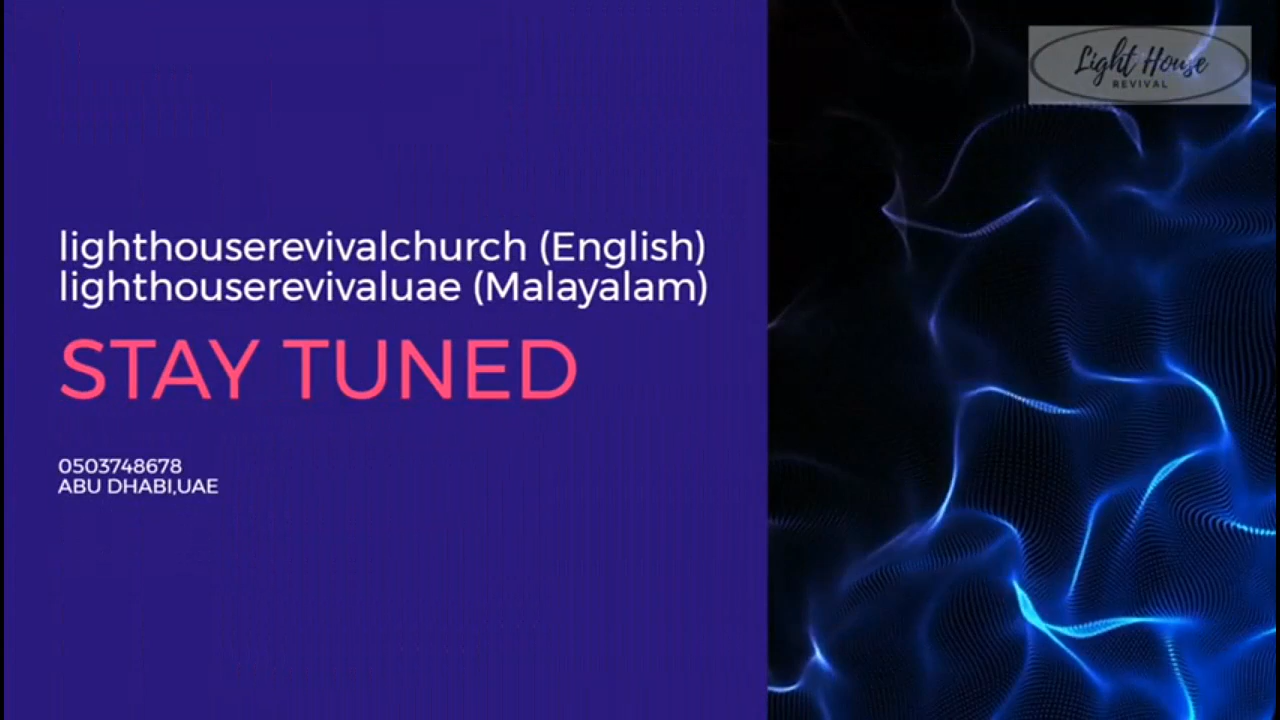 Light House
REVIVAL
lighthouserevivalchurch (English)
lighthouserevivaluae (Malayalam)
STAY TUNED
0503748678
ABU DHABI,UAE